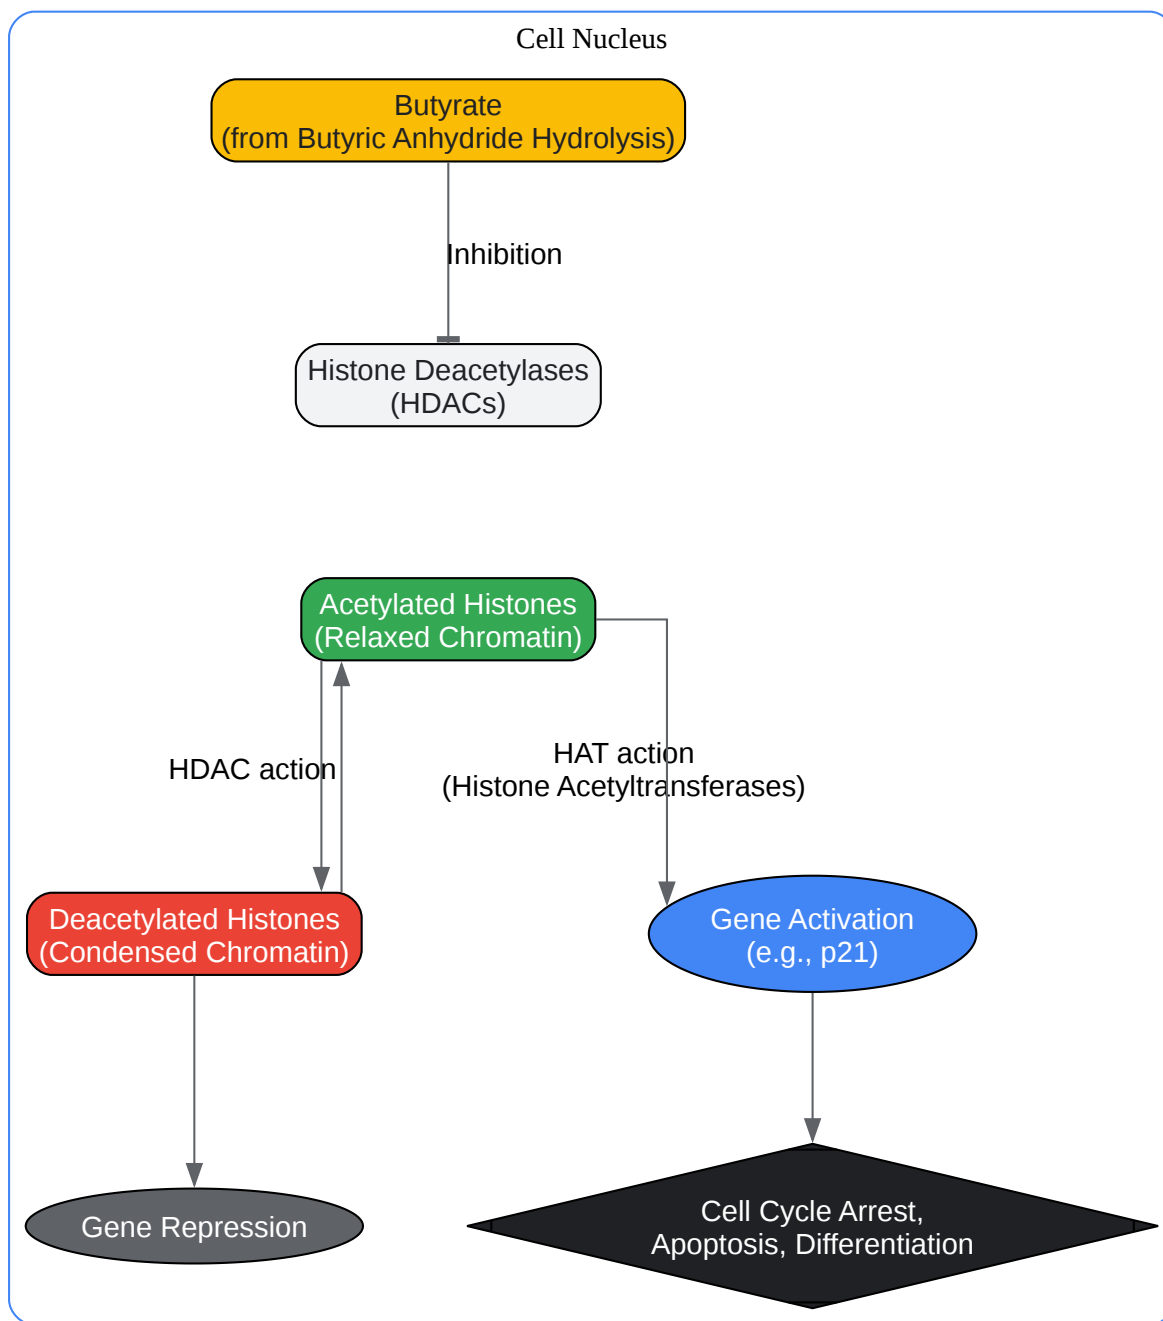 Cell Nucleus
Butyrate
(from Butyric Anhydride Hydrolysis)
Inhibition
Histone Deacetylases
(HDACs)
Acetylated Histones
(Relaxed Chromatin)
HDAC action
HAT action
(Histone Acetyltransferases)
Deacetylated Histones
(Condensed Chromatin)
Gene Activation
(e.g., p21)
Gene Repression
Cell Cycle Arrest,
Apoptosis, Differentiation